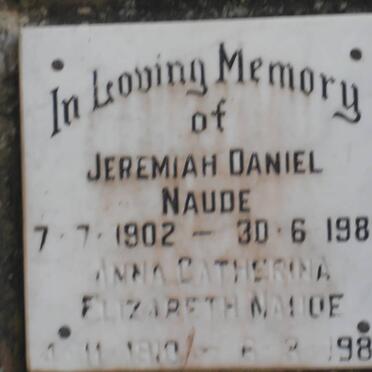 In Loving Memory
of
JEREMIAH DANIEL
NAUDE
7·7·1902 — 30·6·198
ANNA CATHERINA
ELIZABETH NAUDE